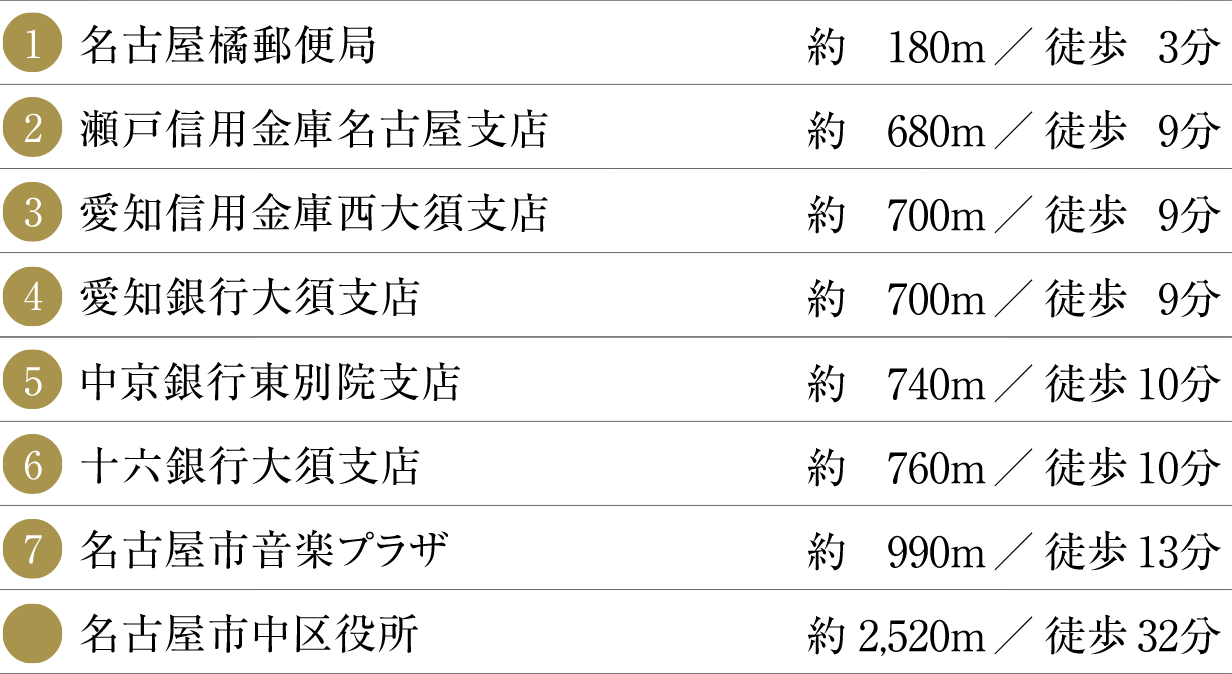 1 名古屋橘郵便局 約 180m ／ 徒歩 3分
2 瀬戸信用金庫名古屋支店 約 680m ／ 徒歩 9分
3 愛知信用金庫西大須支店 約 700m ／ 徒歩 9分
4 愛知銀行大須支店 約 700m ／ 徒歩 9分
5 中京銀行東別院支店 約 740m ／ 徒歩 10分
6 十六銀行大須支店 約 760m ／ 徒歩 10分
7 名古屋市音楽プラザ 約 990m ／ 徒歩 13分
名古屋市中区役所 約 2,520m ／ 徒歩 32分